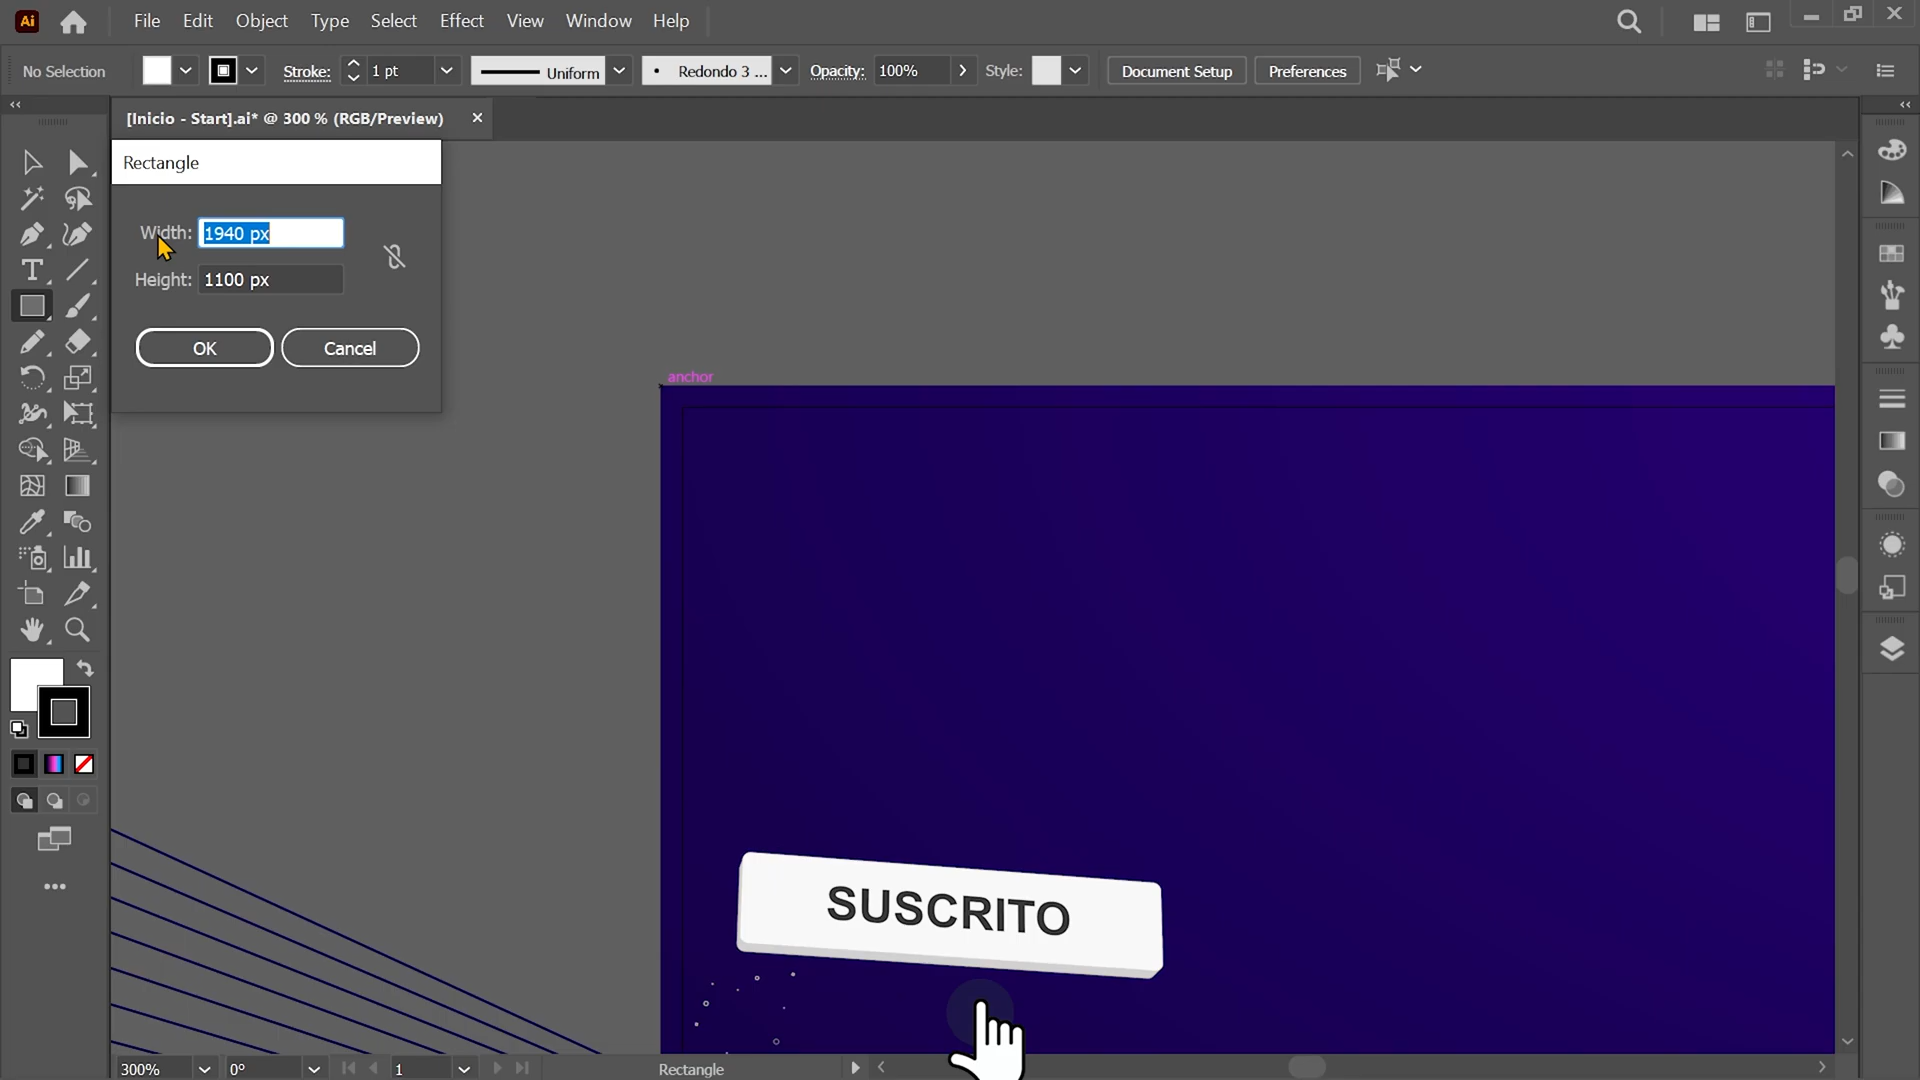 Ai File Edit Object Type Select Effect View Window Help
No Selection Stroke: 1 pt Uniform Redondo 3 ... Opacity: 100% Style: Document Setup Preferences
[Inicio - Start].ai* @ 300 % (RGB/Preview)
Rectangle
Width: 1940 px
Height: 1100 px
OK Cancel
anchor
SUSCRITO
300% 0° 1 Rectangle